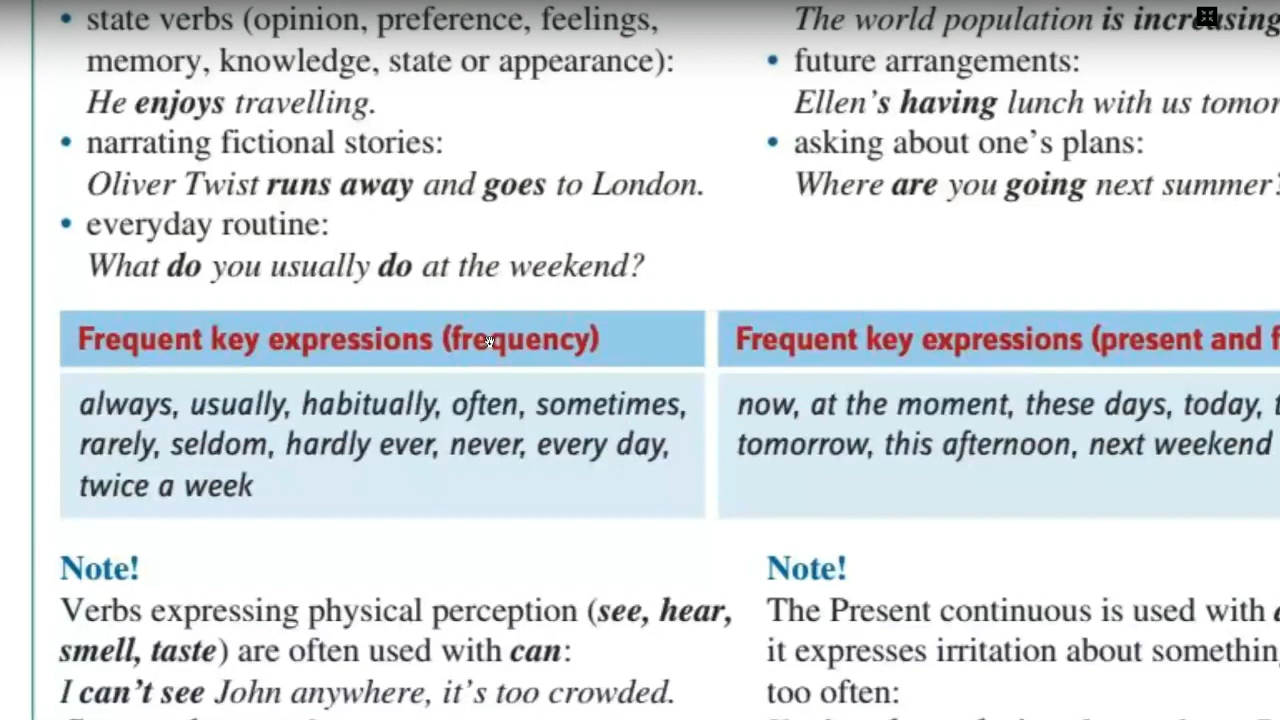 • state verbs (opinion, preference, feelings,
memory, knowledge, state or appearance):
He enjoys travelling.
• narrating fictional stories:
Oliver Twist runs away and goes to London.
• everyday routine:
What do you usually do at the weekend?
The world population is increasing
• future arrangements:
Ellen's having lunch with us
• asking about one's plans:
Where are you going next summer?
Frequent key expressions (frequency)
always, usually, habitually, often, sometimes,
rarely, seldom, hardly ever, never, every day,
twice a week
Frequent key expressions (present and
now, at the moment, these days, today,
tomorrow, this afternoon, next weekend
Note!
Verbs expressing physical perception (see, hear,
smell, taste) are often used with can:
I can't see John anywhere, it's too crowded.
Note!
The Present continuous is used with
it expresses irritation about
too often: